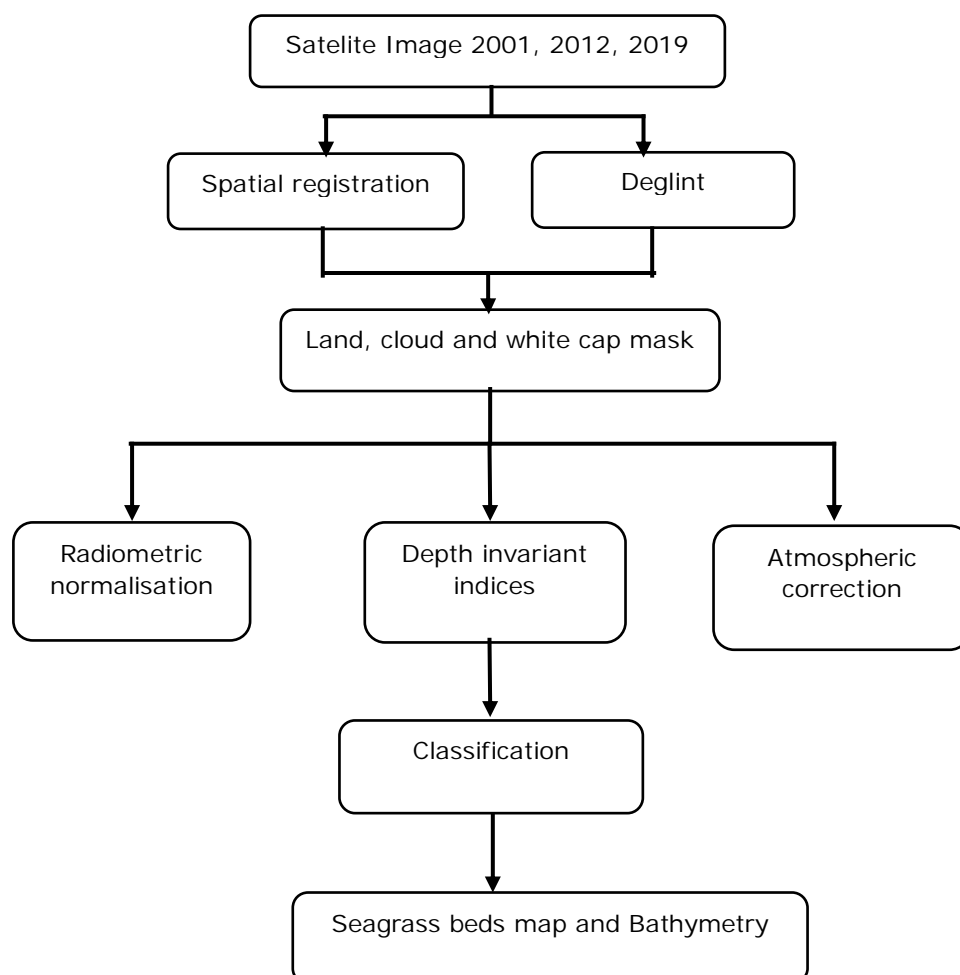 Satelite Image 2001, 2012, 2019
Spatial registration
Deglint
Land, cloud and white cap mask
Radiometric
normalisation
Depth invariant
indices
Atmospheric
correction
Classification
Seagrass beds map and Bathymetry